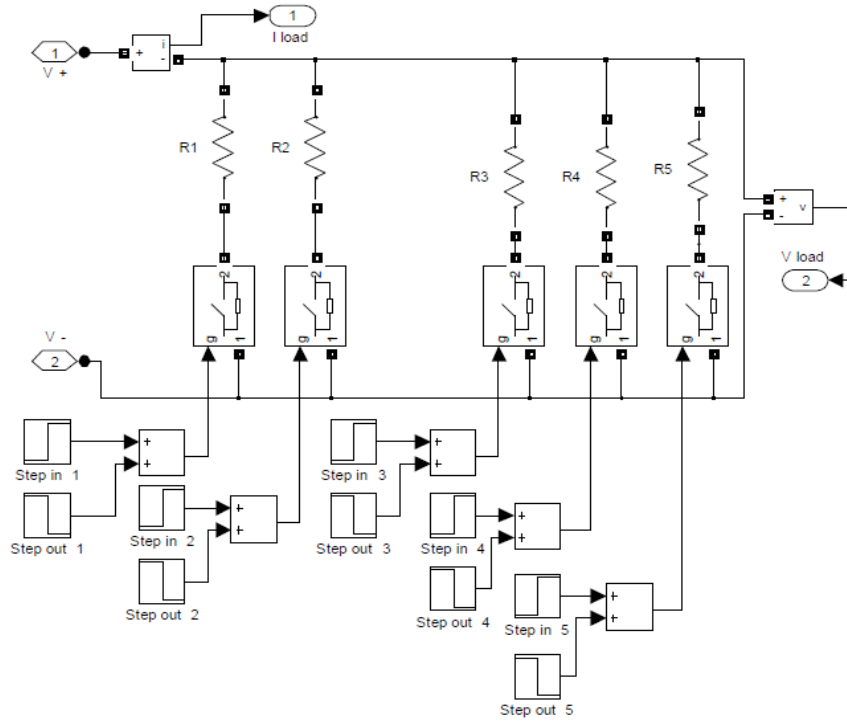 1
I load
i
+
-
1
V +
R1
R2
R3
R4
R5
+
-
v
V load
2
2
2
2
2
2
V -
2
g
1
g
1
g
1
g
1
g
1
+
+
Step in 1
Step out 1
+
+
Step in 2
Step out 2
+
+
Step in 3
Step out 3
+
+
Step in 4
Step out 4
+
+
Step in 5
Step out 5